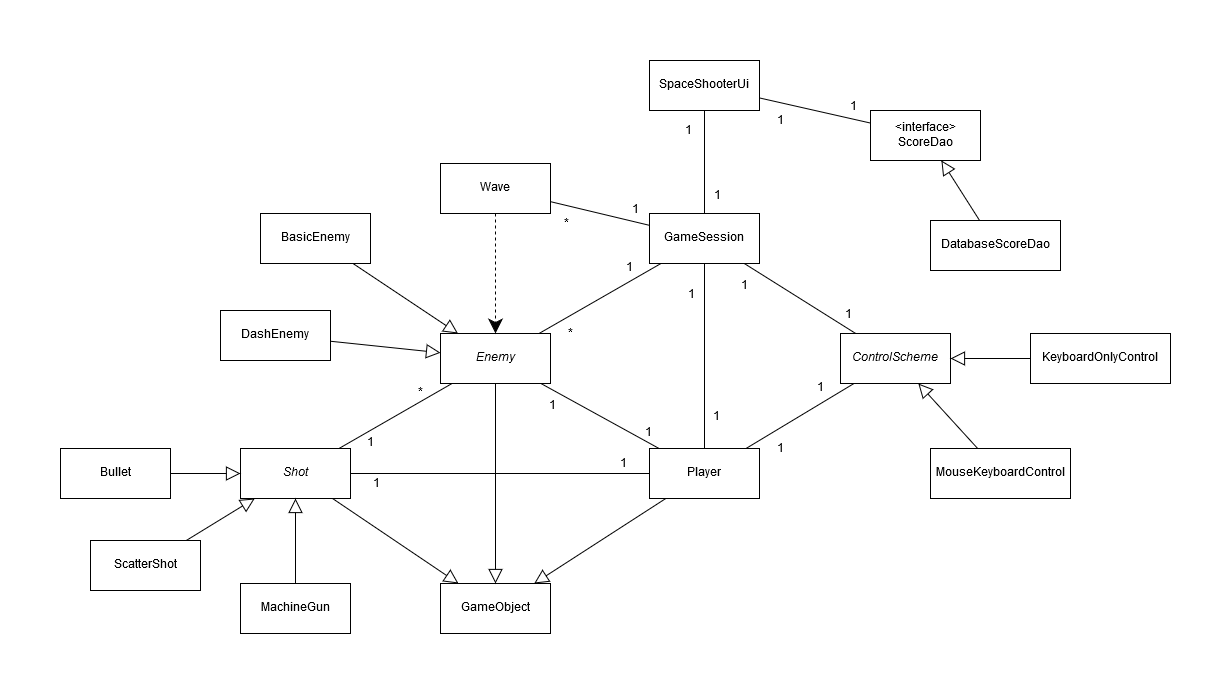 SpaceShooterUi
1
1
<interface>
ScoreDao
1
Wave
1
1
*
BasicEnemy
GameSession
DatabaseScoreDao
1
1
1
DashEnemy
*
1
Enemy
ControlScheme
KeyboardOnlyControl
*
1
1
1
1
1
1
Bullet
Shot
1
1
Player
MouseKeyboardControl
ScatterShot
MachineGun
GameObject